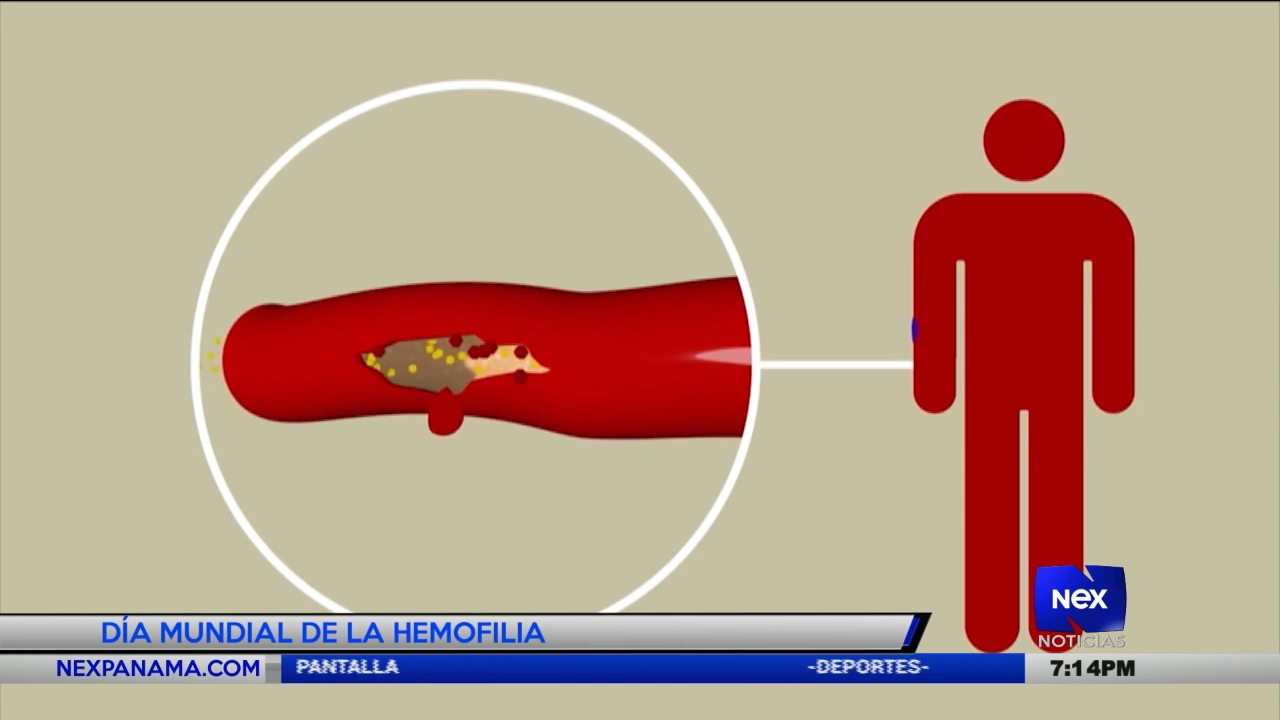 DÍA MUNDIAL DE LA HEMOFILIA
NEX
NOTICIAS
NEXPANAMA.COM
PANTALLA
-DEPORTES-
7:14PM